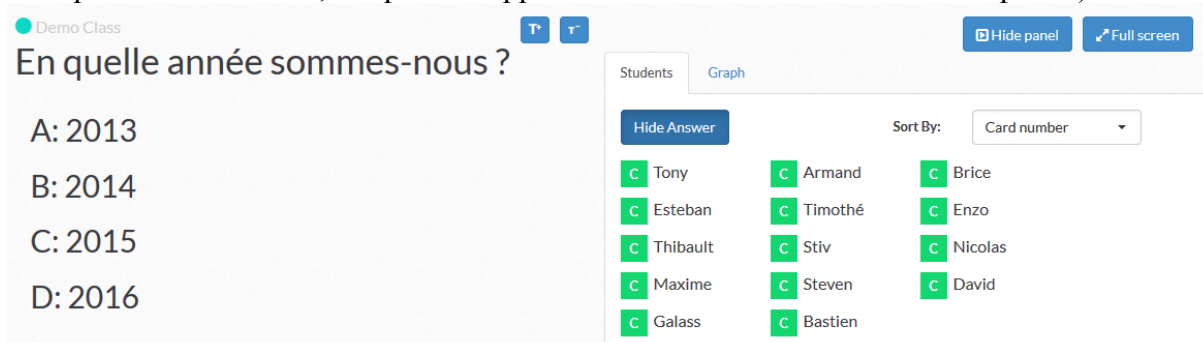 Demo Class
T+ T-
En quelle année sommes-nous ?
A: 2013
B: 2014
C: 2015
D: 2016
Hide panel Full screen
Students Graph
Hide Answer Sort By: Card number
C Tony C Armand C Brice
C Esteban C Timothé C Enzo
C Thibault C Stiv C Nicolas
C Maxime C Steven C David
C Galass C Bastien